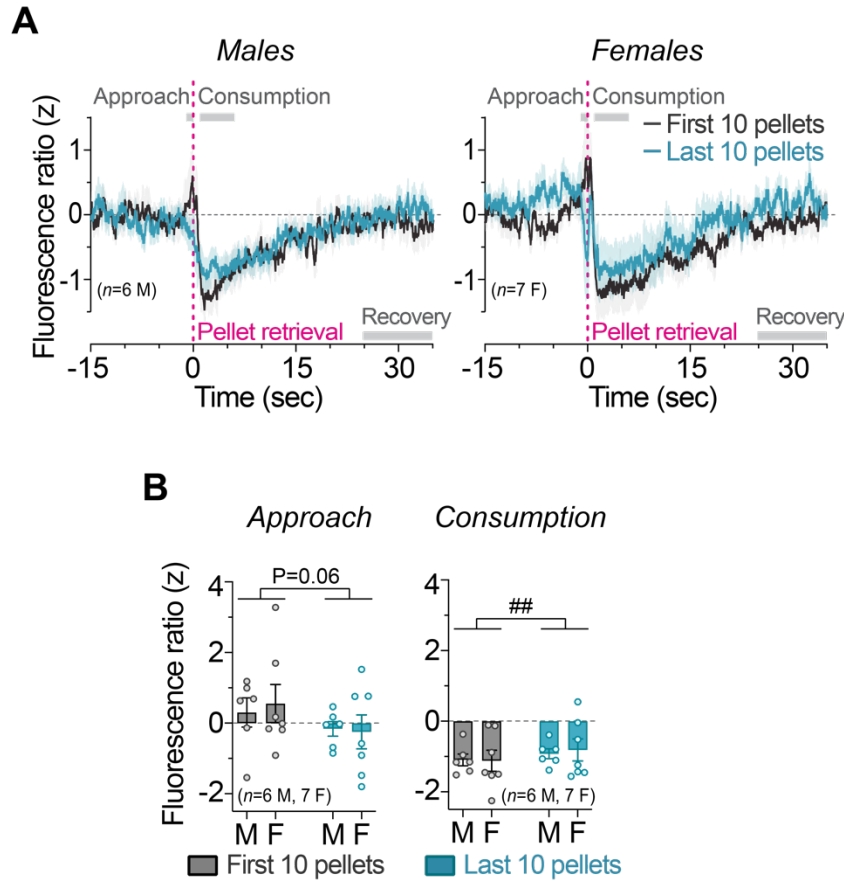 A
Males
Females
Approach
Consumption
Approach
Consumption
First 10 pellets
Last 10 pellets
Fluorescence ratio (z)
1
0
-1
1
0
-1
(n=6 M)
(n=7 F)
Recovery
Recovery
Pellet retrieval
Pellet retrieval
-15 0 15 30
-15 0 15 30
Time (sec)
Time (sec)
B
Approach
Consumption
Fluorescence ratio (z)
4
2
0
-2
4
2
0
-2
P=0.06
##
(n=6 M, 7 F)
(n=6 M, 7 F)
M F M F
M F M F
First 10 pellets
Last 10 pellets